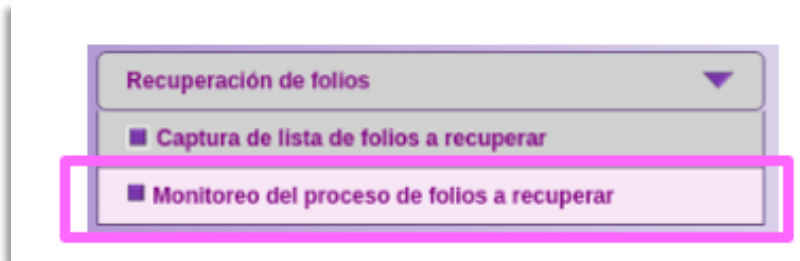 Recuperación de folios
Captura de lista de folios a recuperar
Monitoreo del proceso de folios a recuperar